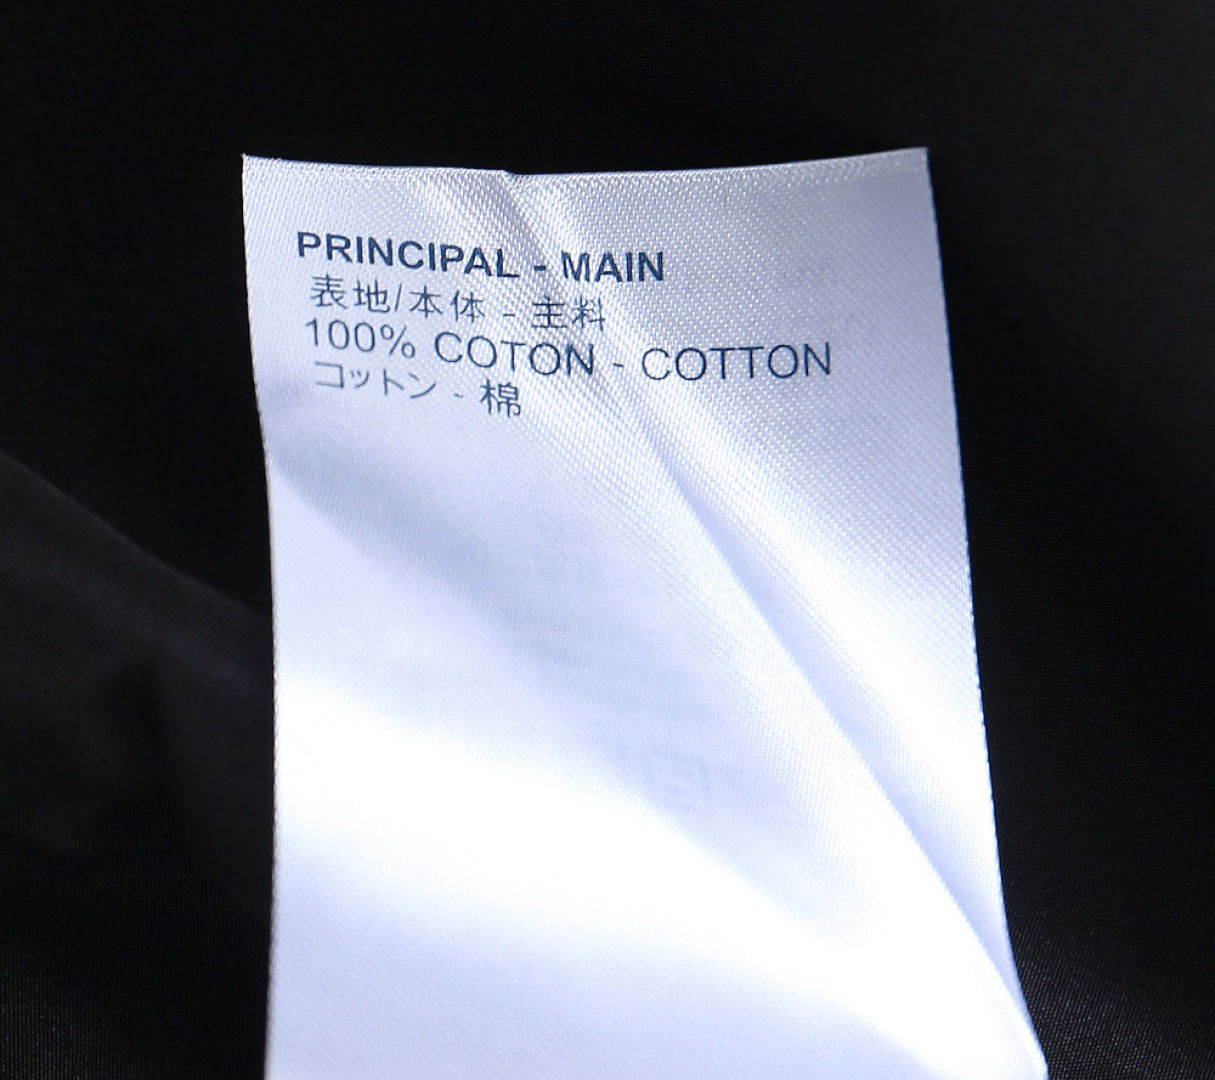 PRINCIPAL - MAIN
表地/本体 - 主料
100% COTON - COTTON
コットン - 棉